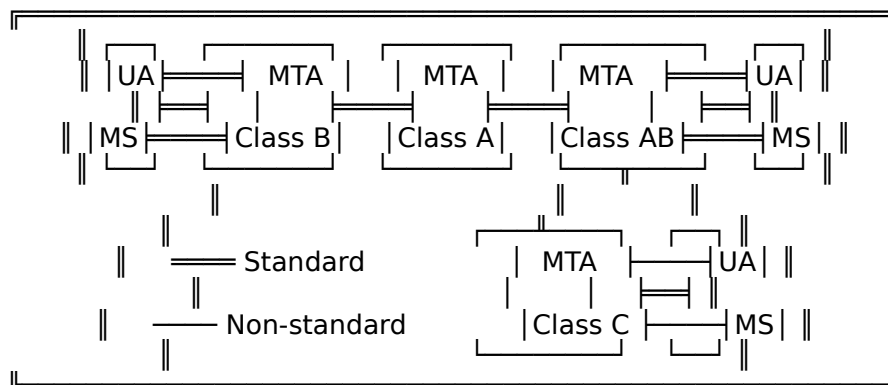 UA MTA MTA MTA UA
MS Class B Class A Class AB MS
Standard MTA UA
Non-standard Class C MS